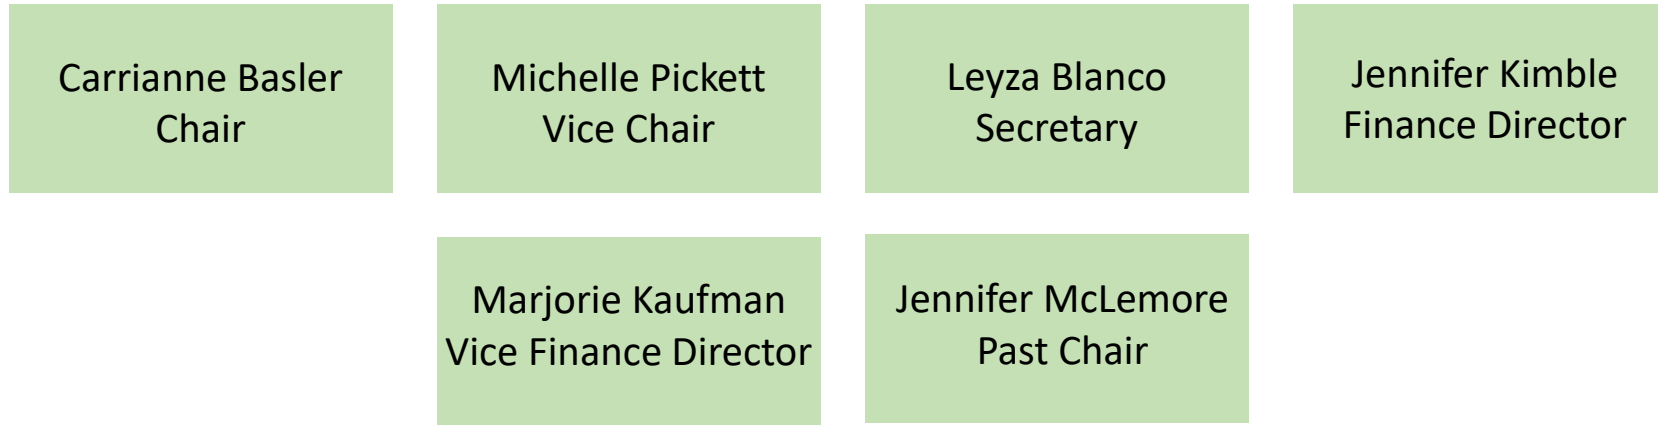 Carrianne Basler
Chair
Michelle Pickett
Vice Chair
Leyza Blanco
Secretary
Jennifer Kimble
Finance Director
Marjorie Kaufman
Vice Finance Director
Jennifer McLemore
Past Chair